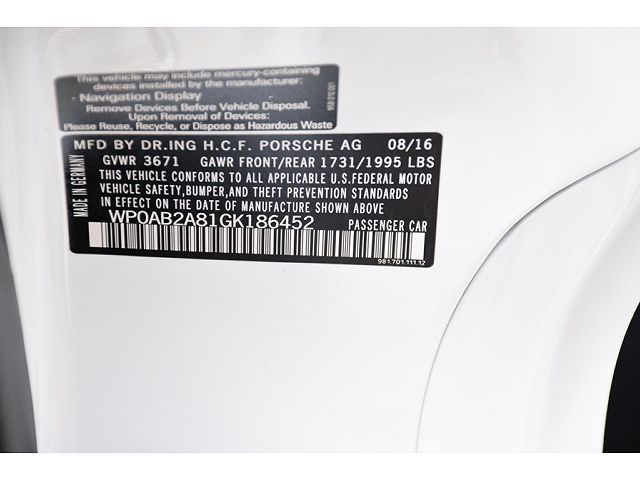 This vehicle may include mercury-containing
devices installed by the manufacturer:
- Navigation Display
Remove Devices Before Vehicle Disposal.
Upon Removal of Devices:
Please Reuse, Recycle, or Dispose as Hazardous Waste
958.010.001
MFD BY DR.ING H.C.F. PORSCHE AG 08/16
GVWR 3671 GAWR FRONT/REAR 1731/1995 LBS
THIS VEHICLE CONFORMS TO ALL APPLICABLE U.S.FEDERAL MOTOR
VEHICLE SAFETY,BUMPER,AND THEFT PREVENTION STANDARDS
IN EFFECT ON THE DATE OF MANUFACTURE SHOWN ABOVE
WP0AB2A81GK186452 PASSENGER CAR
MADE IN GERMANY
981.701.111.12